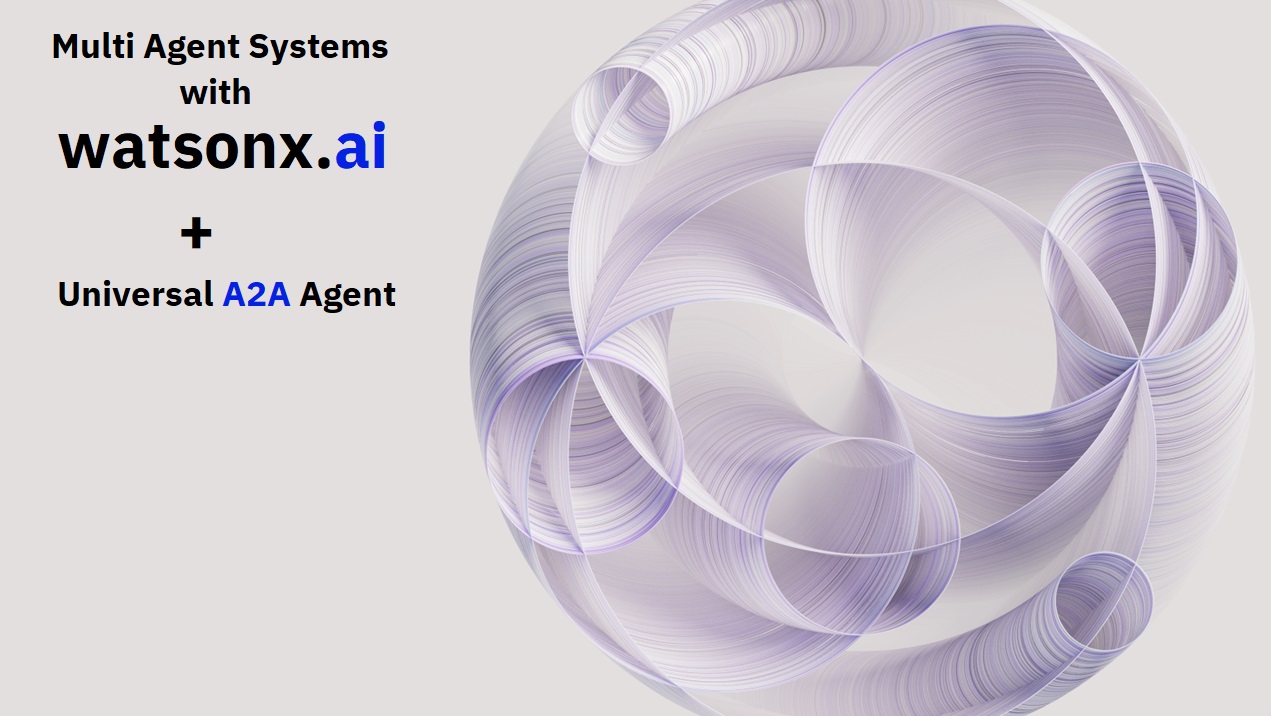 Multi Agent Systems
with
watsonx.ai
+
Universal A2A Agent